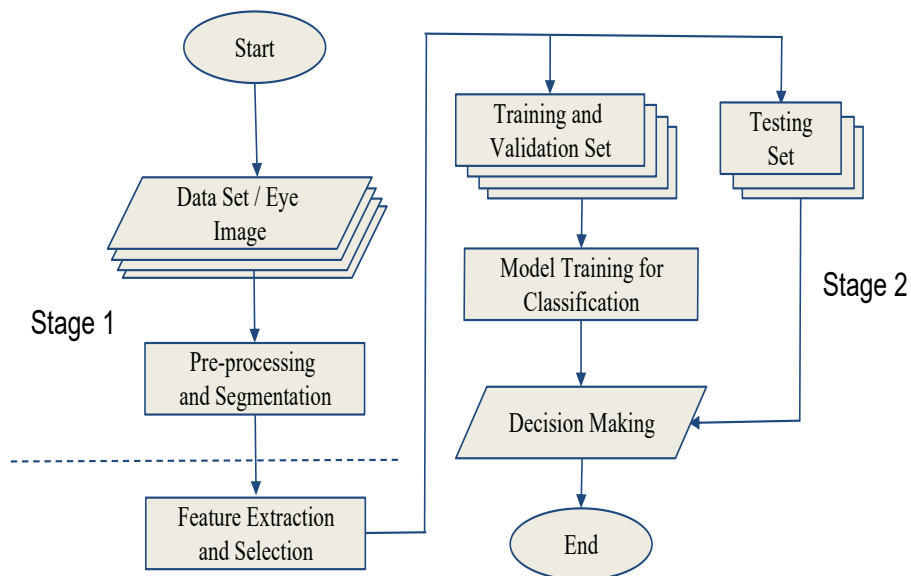 Start
Data Set / Eye
Image
Stage 1
Pre-processing
and Segmentation
Feature Extraction
and Selection
Training and
Validation Set
Testing
Set
Model Training for
Classification
Stage 2
Decision Making
End